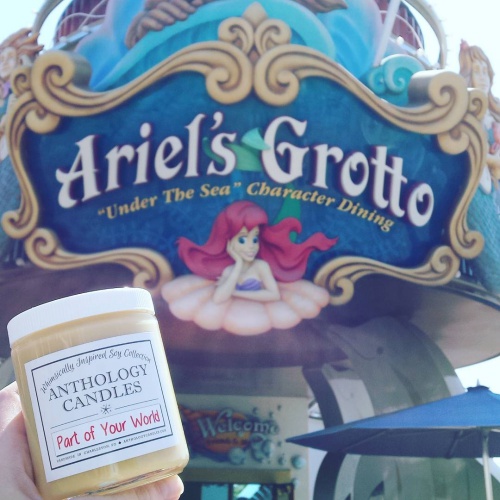 Ariel's Grotto
"Under The Sea" Character Dining
Whimsically Inspired Soy Collection
ANTHOLOGY
CANDLES
Part of Your World
Welcome